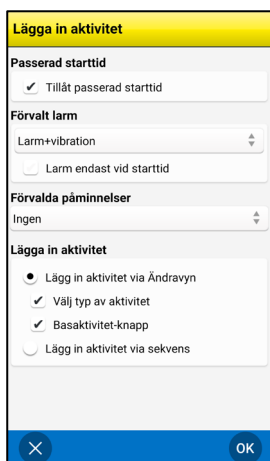 Lägga in aktivitet
Passerad starttid
Tillåt passerad starttid
Förvalt larm
Larm+vibration
Larm endast vid starttid
Förvalda påminnelser
Ingen
Lägga in aktivitet
Lägg in aktivitet via Ändravyn
Välj typ av aktivitet
Basaktivitet-knapp
Lägg in aktivitet via sekvens
OK